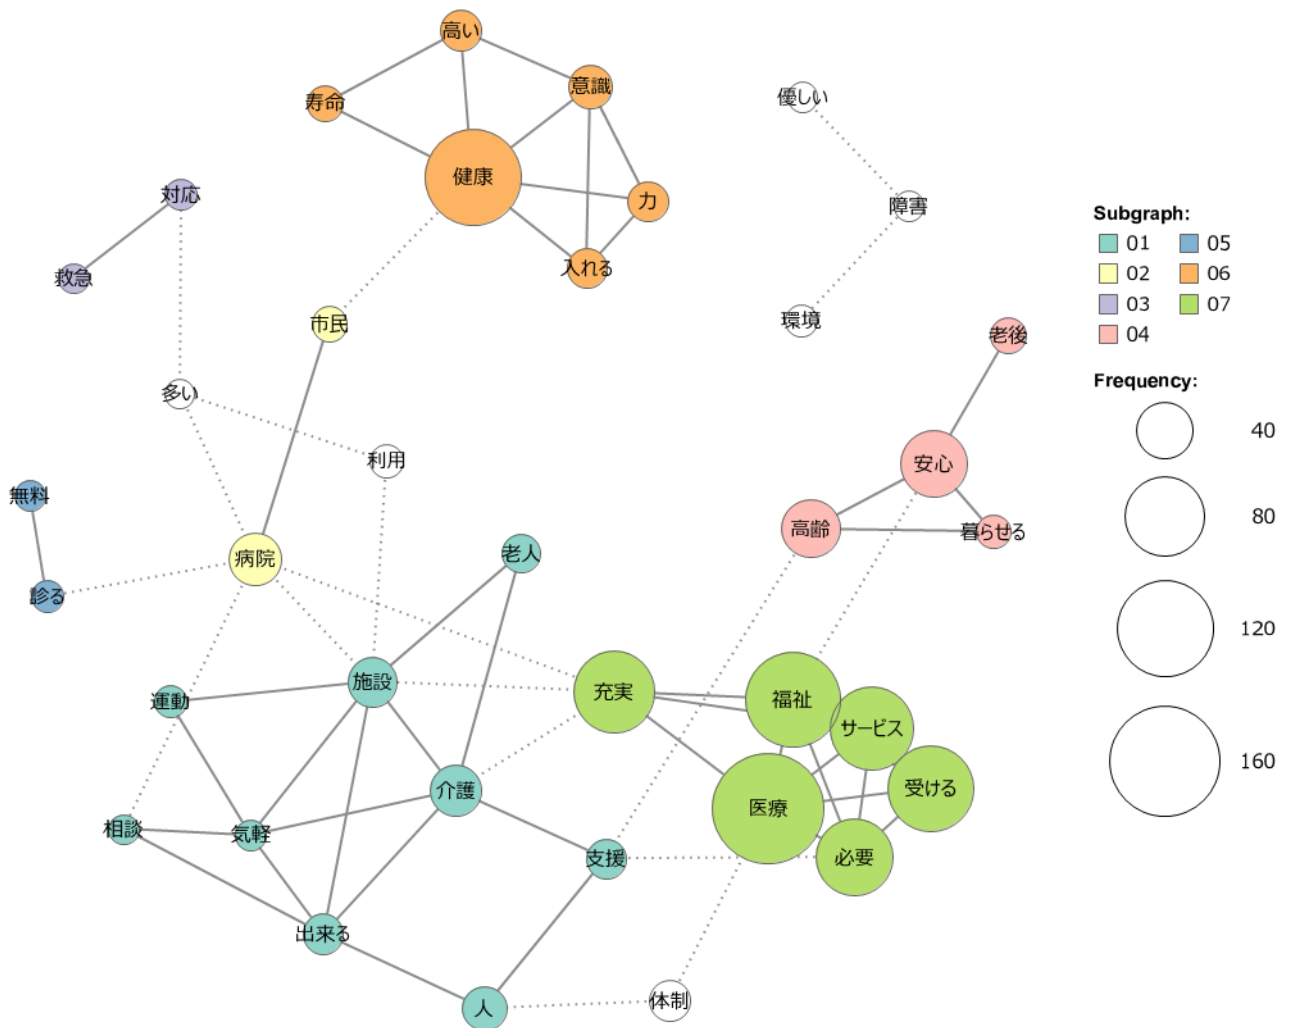 高い
意識
寿命
健康
力
入れる
優しい
障害
環境
対応
救急
市民
多い
利用
無料
診る
病院
老人
老後
安心
高齢
暮らせる
施設
運動
充実
福祉
サービス
受ける
医療
必要
介護
相談
気軽
支援
出来る
人
体制
Subgraph:
01
05
02
06
03
07
04
Frequency:
40
80
120
160